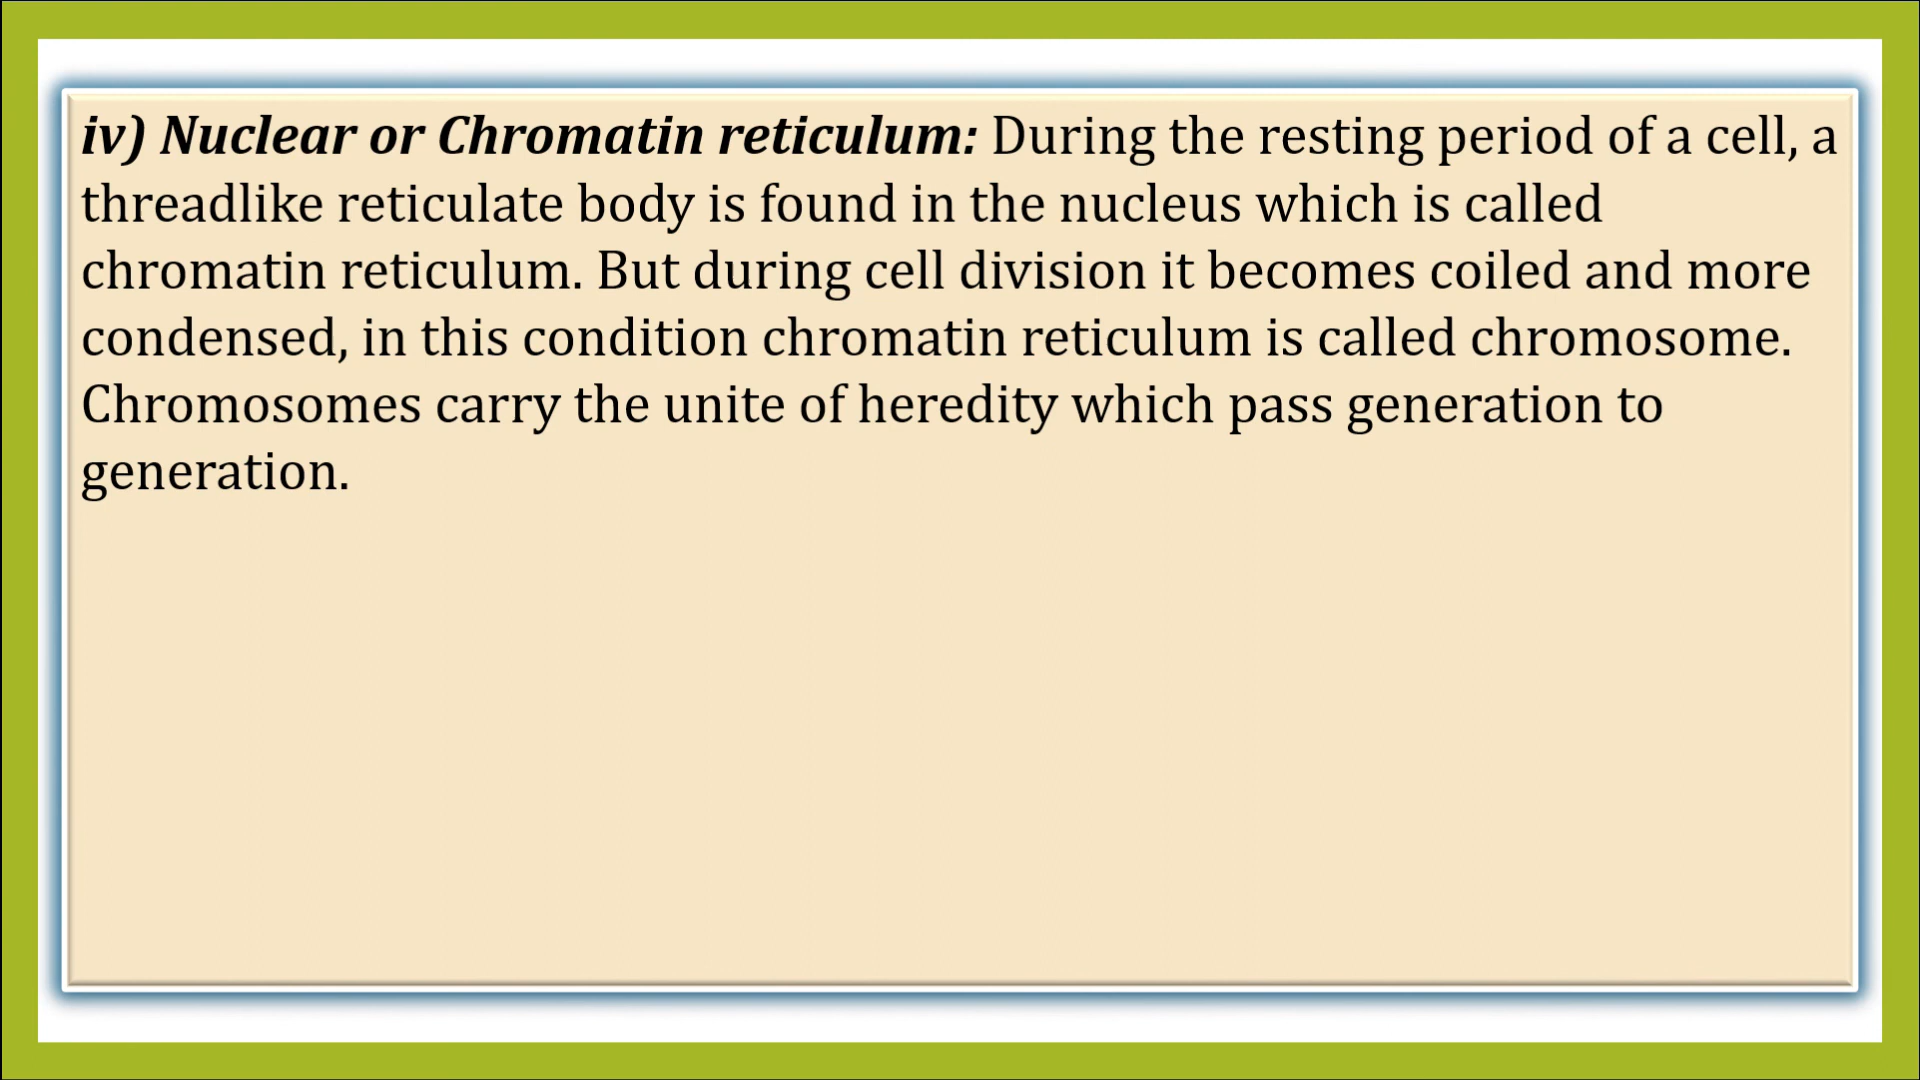 iv) Nuclear or Chromatin reticulum: During the resting period of a cell, a
threadlike reticulate body is found in the nucleus which is called
chromatin reticulum. But during cell division it becomes coiled and more
condensed, in this condition chromatin reticulum is called chromosome.
Chromosomes carry the unite of heredity which pass generation to
generation.